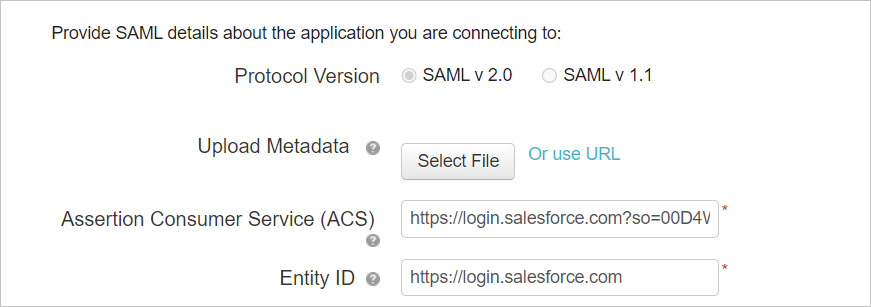 Provide SAML details about the application you are connecting to:
Protocol Version SAML v 2.0 SAML v 1.1
Upload Metadata ? Select File Or use URL
Assertion Consumer Service (ACS) https://login.salesforce.com?so=00D4W *
?
Entity ID ? https://login.salesforce.com *